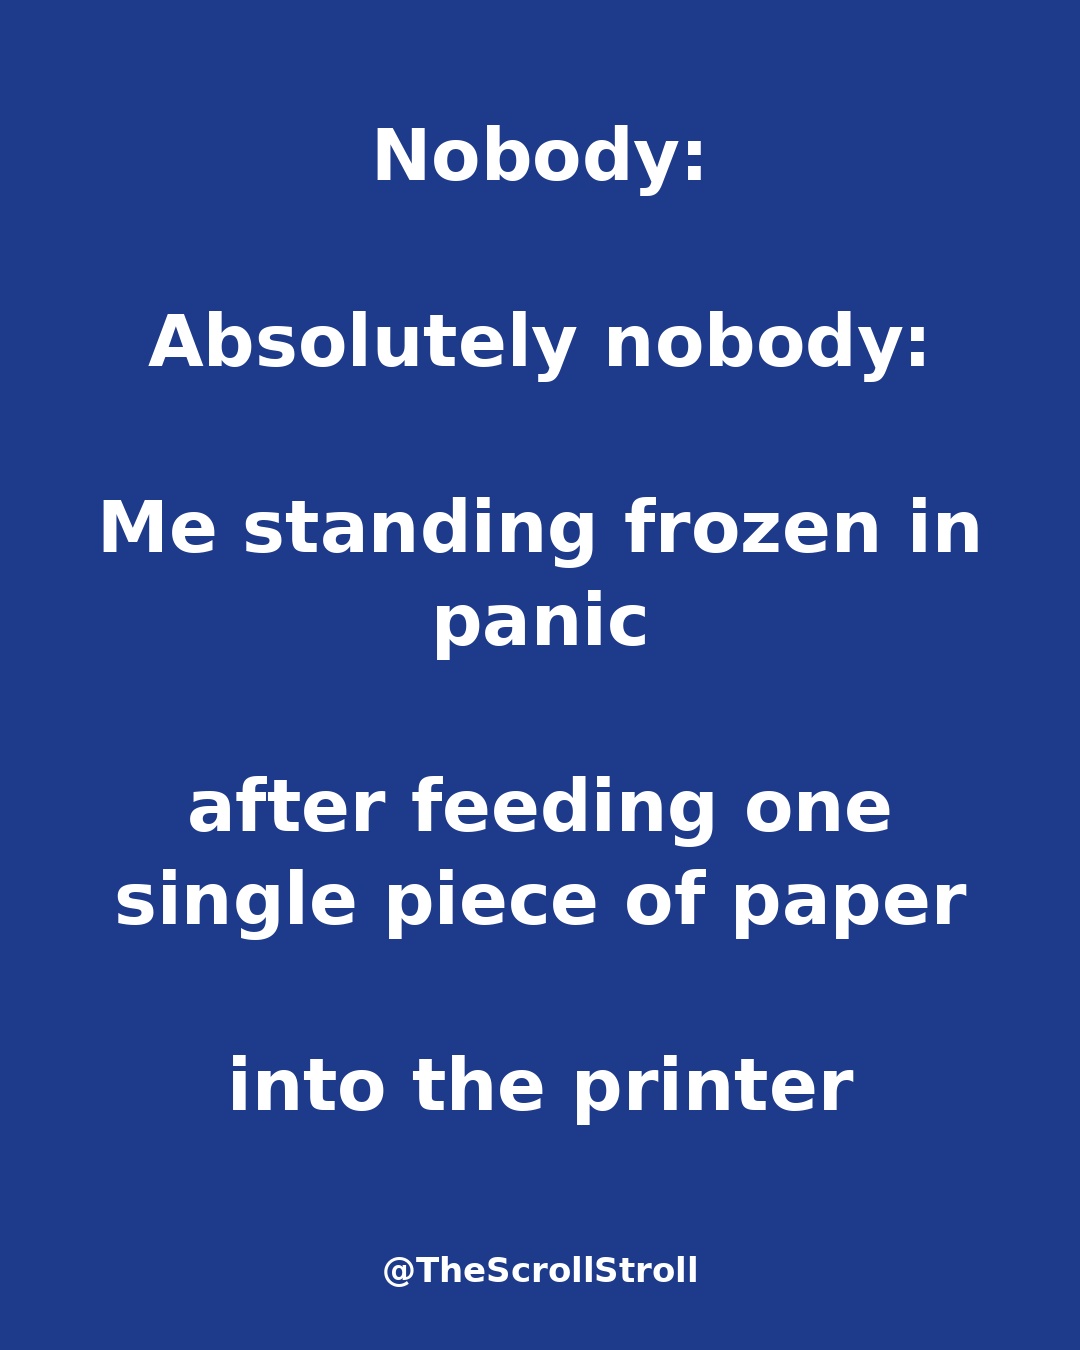 Nobody:
Absolutely nobody:
Me standing frozen in
panic
after feeding one
single piece of paper
into the printer
@TheScrollStroll